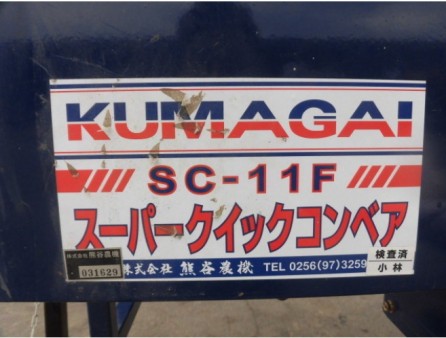 KUMAGAI
SC-11F
スーパークイックコンベア
株式会社 熊谷農機
031629
株式会社 熊谷農機 TEL 0256(97)3259
検査済
小林